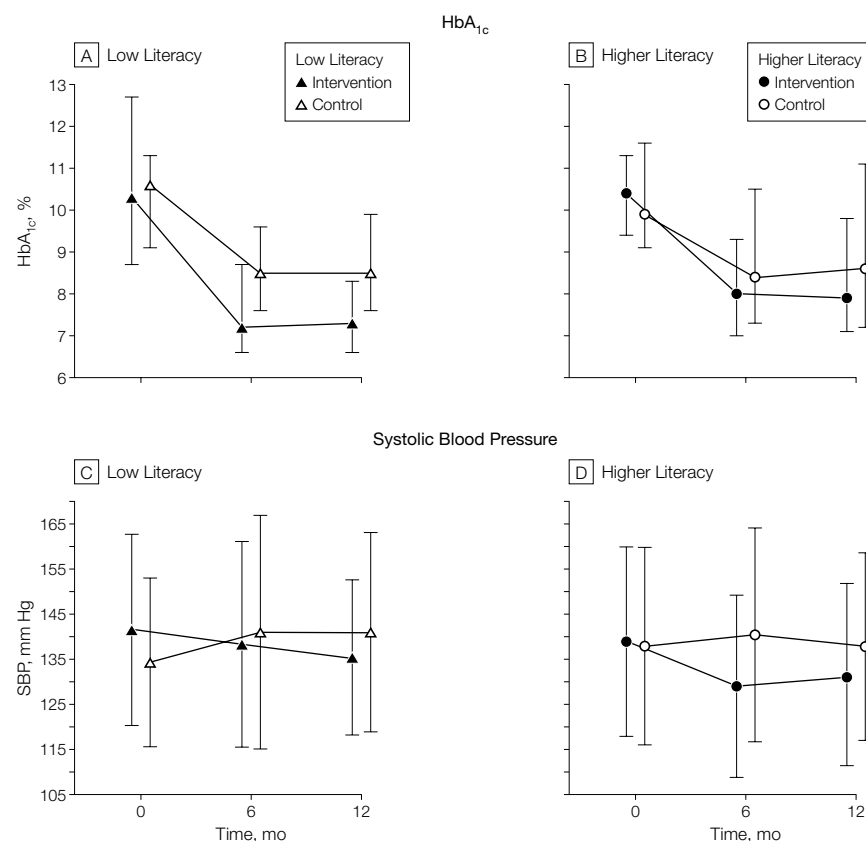 HbA1c
A Low Literacy
Low Literacy
▲ Intervention
△ Control
B Higher Literacy
Higher Literacy
● Intervention
○ Control
13
12
11
10
9
8
7
6
HbA1c, %
Systolic Blood Pressure
C Low Literacy
D Higher Literacy
165
155
145
135
125
115
105
SBP, mm Hg
0 6 12
Time, mo
0 6 12
Time, mo